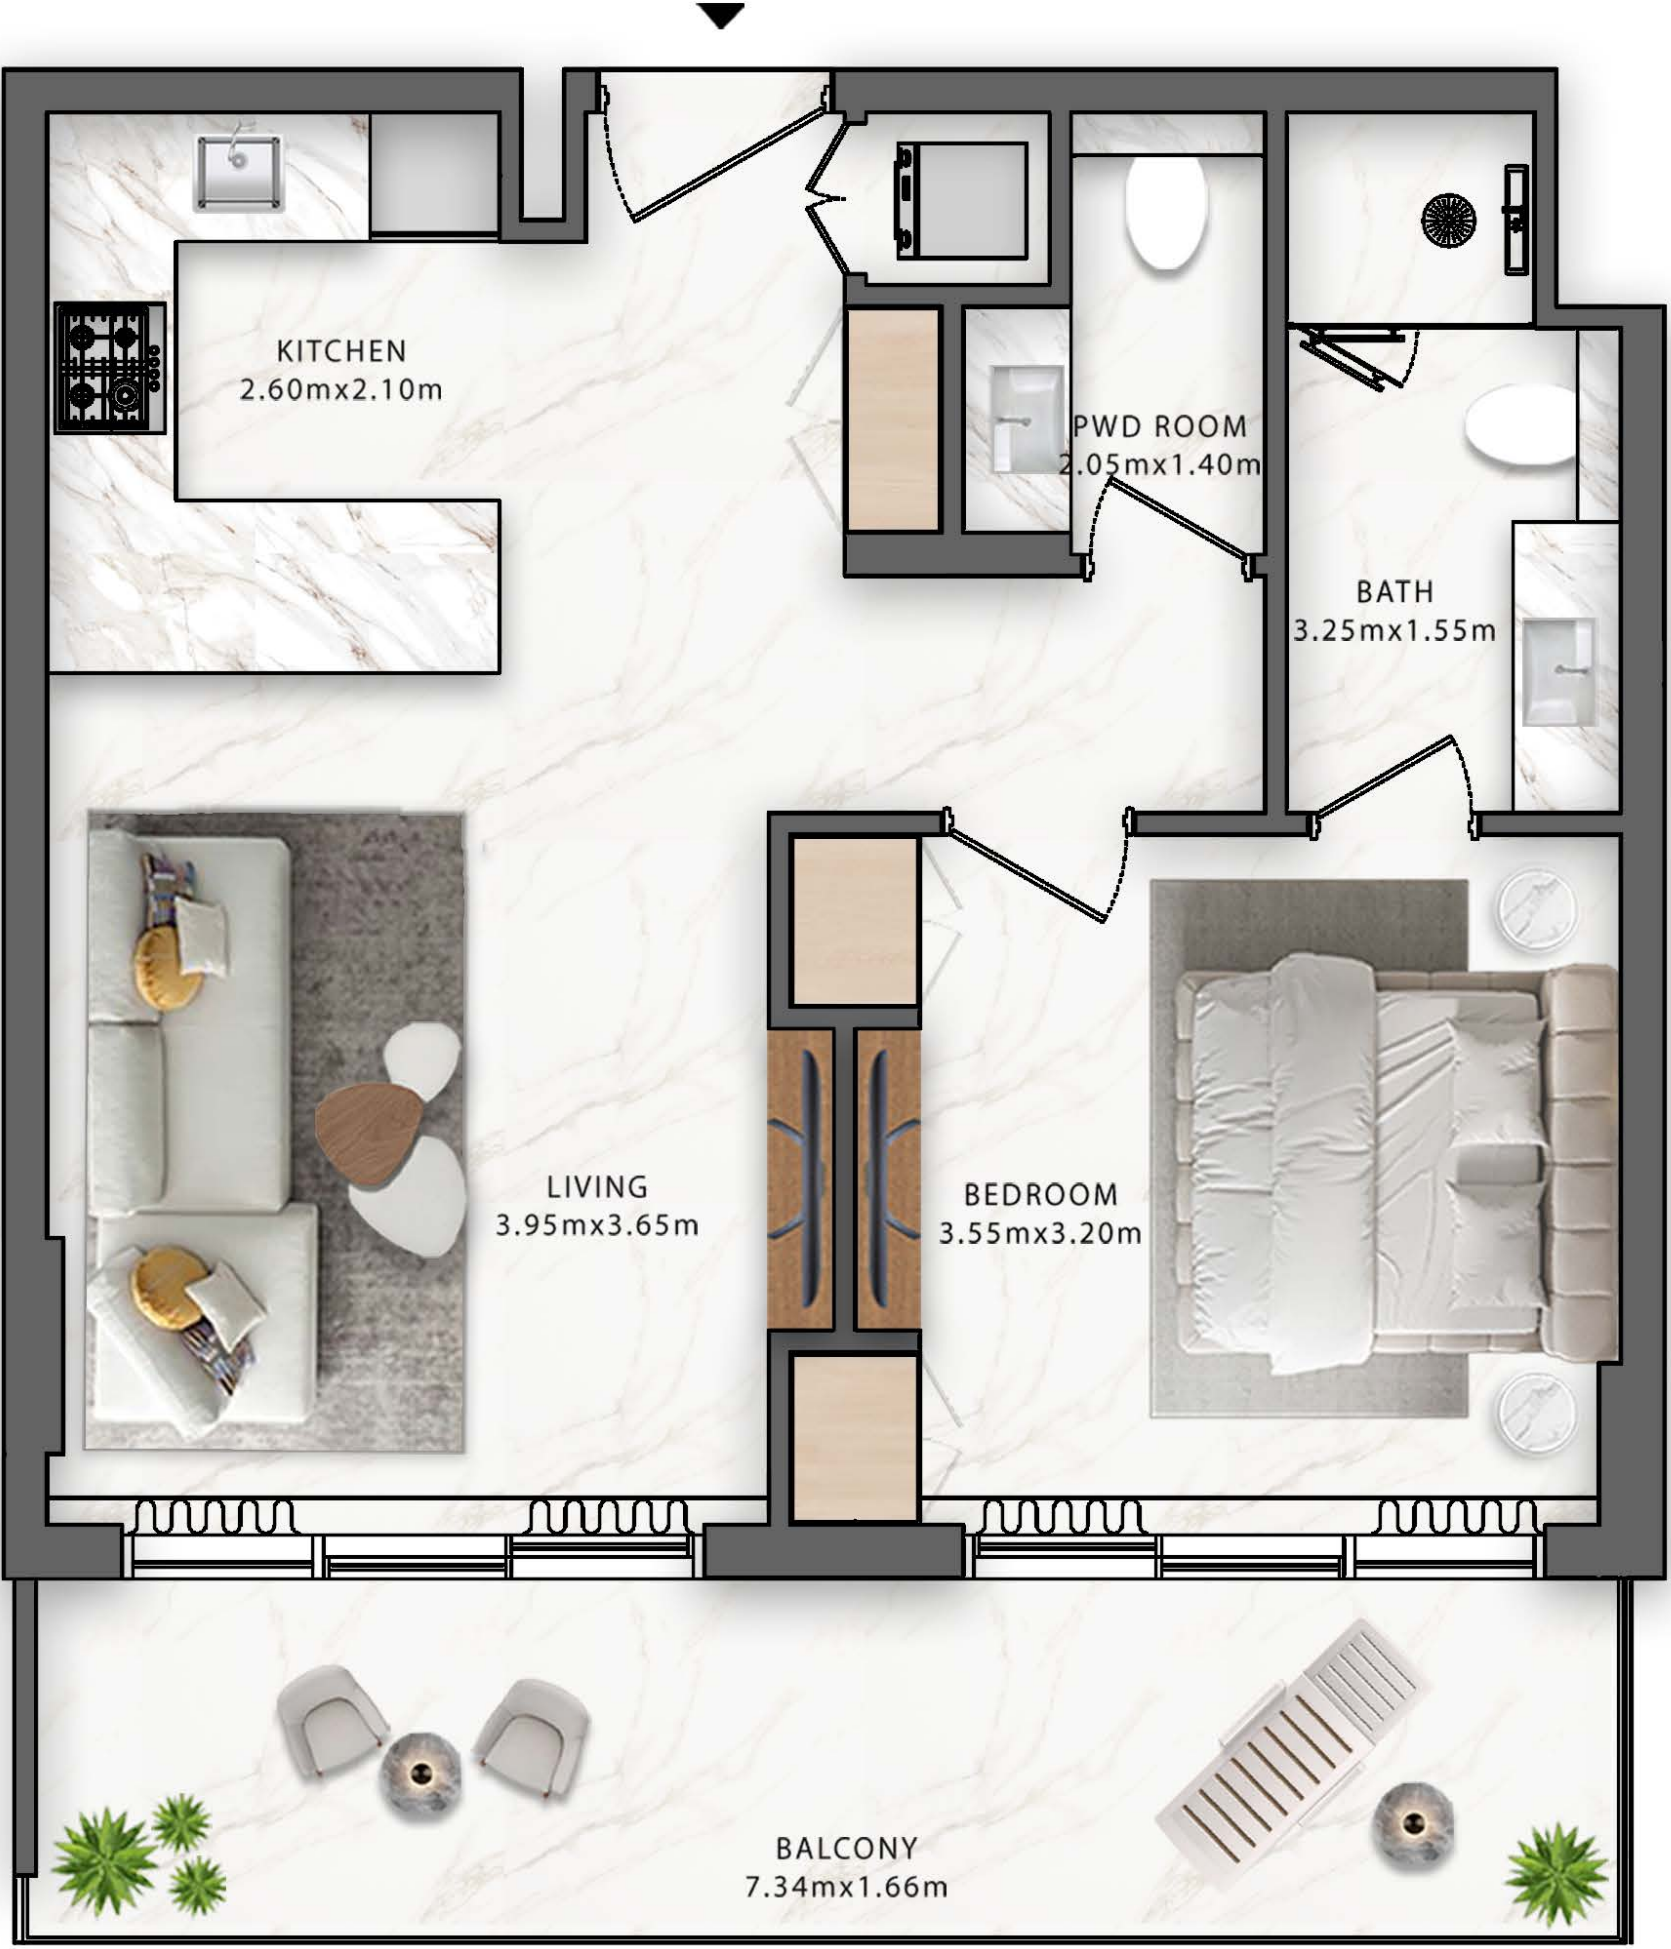 KITCHEN
2.60mx2.10m
PWD ROOM
2.05mx1.40m
BATH
3.25mx1.55m
LIVING
3.95mx3.65m
BEDROOM
3.55mx3.20m
BALCONY
7.34mx1.66m